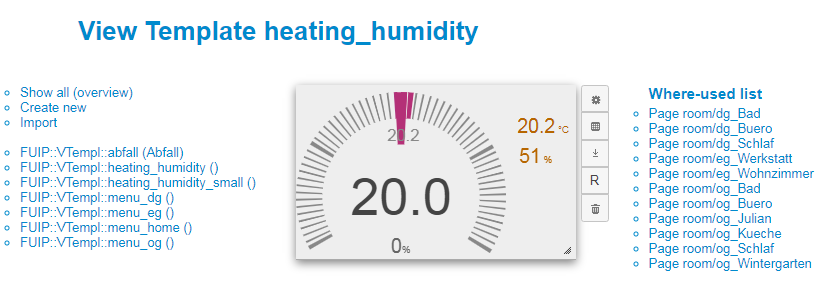 View Template heating_humidity
Show all (overview)
Create new
Import
FUIP::VTempl::abfall (Abfall)
FUIP::VTempl::heating_humidity ()
FUIP::VTempl::heating_humidity_small ()
FUIP::VTempl::menu_dg ()
FUIP::VTempl::menu_eg ()
FUIP::VTempl::menu_home ()
FUIP::VTempl::menu_og ()
20.2
20.0
0%
20.2 °C
51 %
R
Where-used list
Page room/dg_Bad
Page room/dg_Buero
Page room/dg_Schlaf
Page room/eg_Werkstatt
Page room/eg_Wohnzimmer
Page room/og_Bad
Page room/og_Buero
Page room/og_Julian
Page room/og_Kueche
Page room/og_Schlaf
Page room/og_Wintergarten